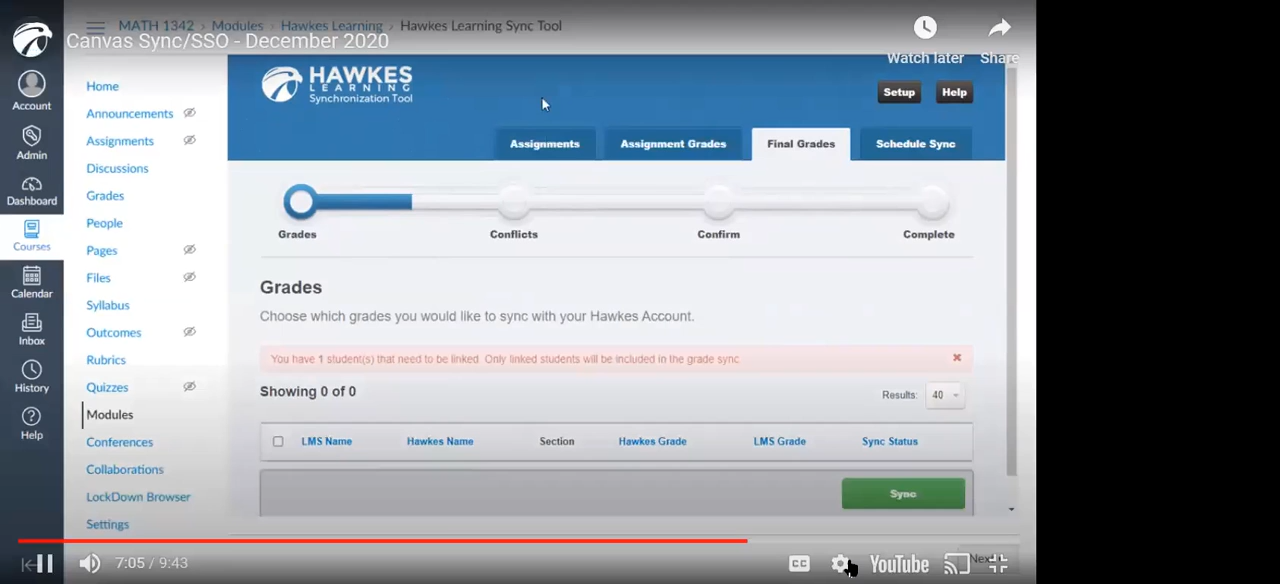 MATH 1342 › Modules › Hawkes Learning › Hawkes Learning Sync Tool
Canvas Sync/SSO - December 2020
Watch later
Share
Account
Admin
Dashboard
Courses
Calendar
Inbox
History
Help
Home
Announcements
Assignments
Discussions
Grades
People
Pages
Files
Syllabus
Outcomes
Rubrics
Quizzes
Modules
Conferences
Collaborations
LockDown Browser
Settings
HAWKES
LEARNING
Synchronization Tool
Setup
Help
Assignments
Assignment Grades
Final Grades
Schedule Sync
Grades
Conflicts
Confirm
Complete
Grades
Choose which grades you would like to sync with your Hawkes Account.
You have 1 student(s) that need to be linked. Only linked students will be included in the grade sync
Showing 0 of 0
Results: 40
LMS Name Hawkes Name Section Hawkes Grade LMS Grade Sync Status
Sync
7:05 / 9:43
CC
YouTube